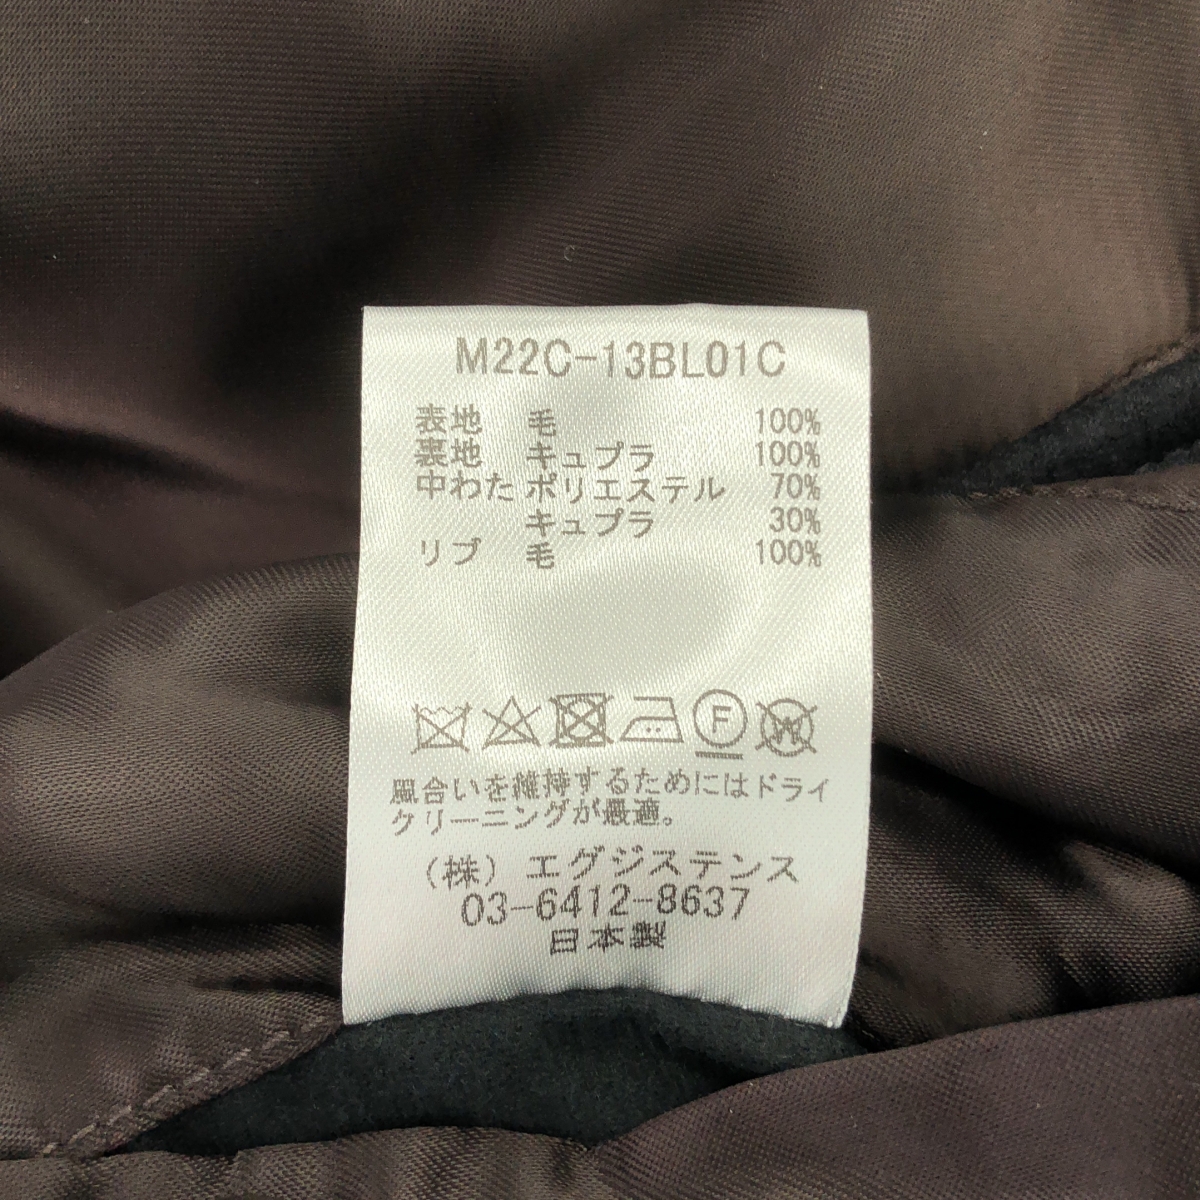 M22C-13BL01C
表地 毛 100%
裏地 キュプラ 100%
中わた ポリエステル 70%
キュプラ 30%
リブ 毛 100%
F W
風合いを維持するためにはドライ
クリーニングが最適。
(株) エグジステンス
03-6412-8637
日本製